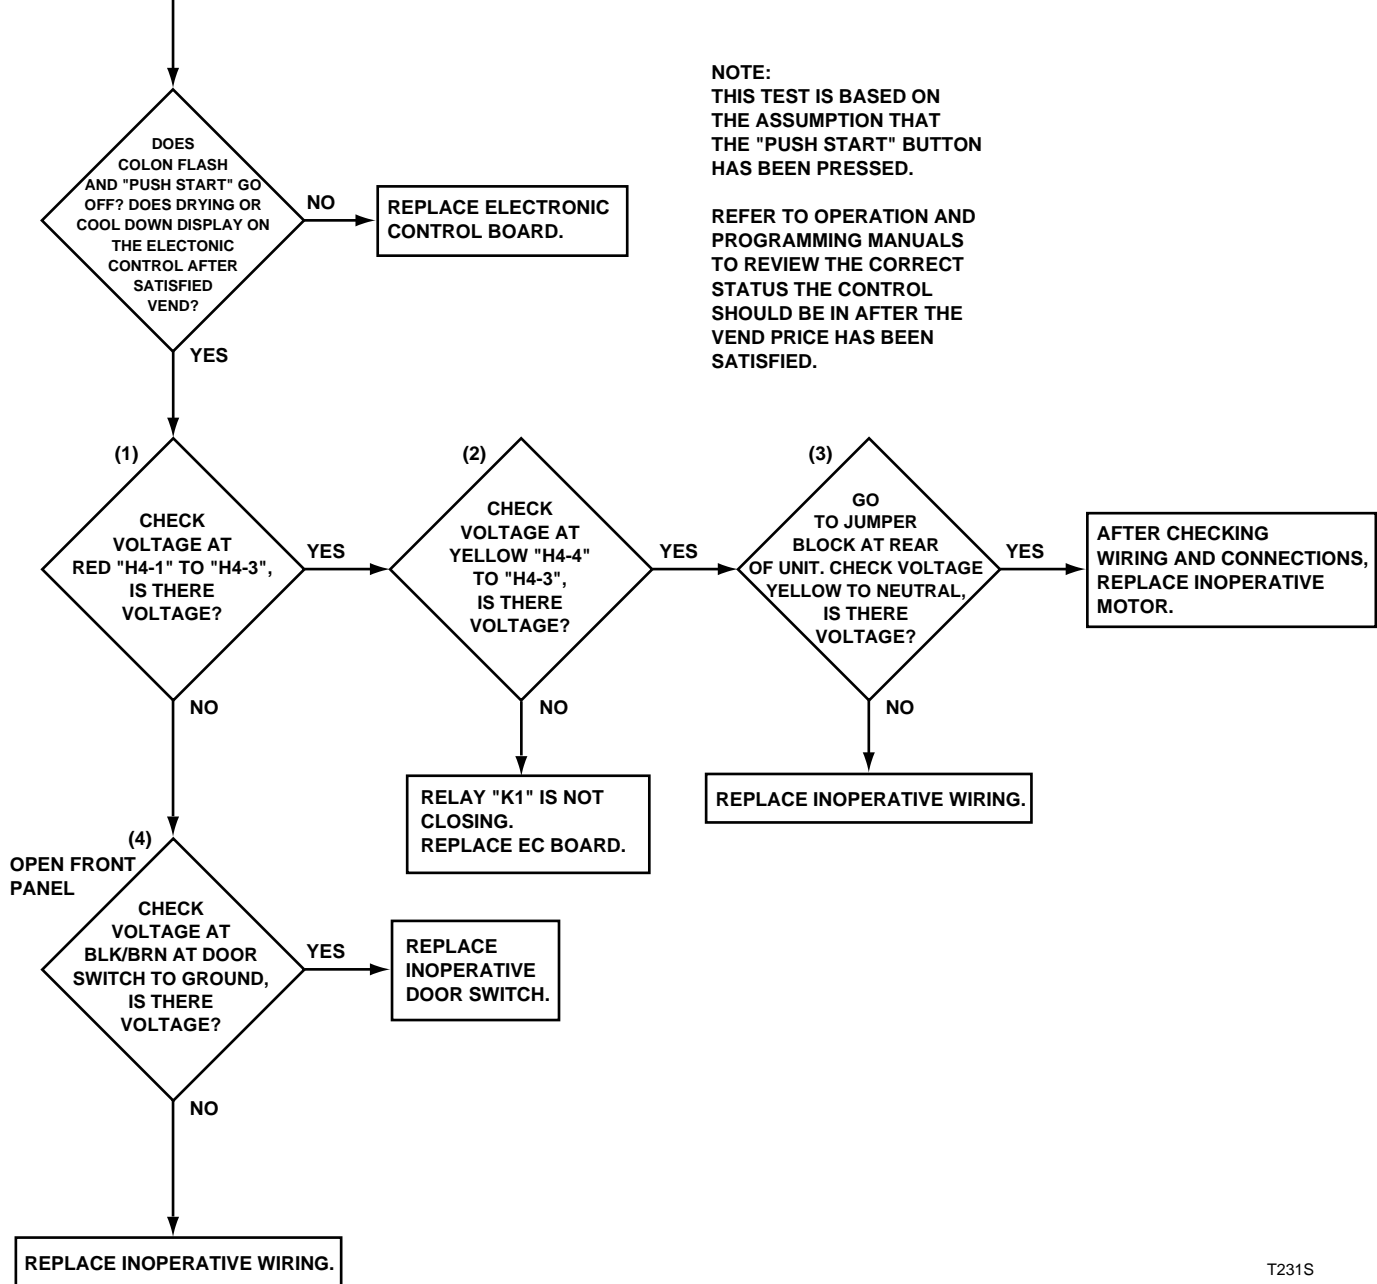 NOTE:
THIS TEST IS BASED ON
THE ASSUMPTION THAT
THE "PUSH START" BUTTON
HAS BEEN PRESSED.
REFER TO OPERATION AND
PROGRAMMING MANUALS
TO REVIEW THE CORRECT
STATUS THE CONTROL
SHOULD BE IN AFTER THE
VEND PRICE HAS BEEN
SATISFIED.
DOES
COLON FLASH
AND "PUSH START" GO
OFF? DOES DRYING OR
COOL DOWN DISPLAY ON
THE ELECTONIC
CONTROL AFTER
SATISFIED
VEND?
NO
REPLACE ELECTRONIC
CONTROL BOARD.
YES
(1)
CHECK
VOLTAGE AT
RED "H4-1" TO "H4-3",
IS THERE
VOLTAGE?
YES
(2)
CHECK
VOLTAGE AT
YELLOW "H4-4"
TO "H4-3",
IS THERE
VOLTAGE?
YES
(3)
GO
TO JUMPER
BLOCK AT REAR
OF UNIT. CHECK VOLTAGE
YELLOW TO NEUTRAL,
IS THERE
VOLTAGE?
YES
AFTER CHECKING
WIRING AND CONNECTIONS,
REPLACE INOPERATIVE
MOTOR.
NO
NO
NO
RELAY "K1" IS NOT
CLOSING.
REPLACE EC BOARD.
REPLACE INOPERATIVE WIRING.
(4)
OPEN FRONT
PANEL
CHECK
VOLTAGE AT
BLK/BRN AT DOOR
SWITCH TO GROUND,
IS THERE
VOLTAGE?
YES
REPLACE
INOPERATIVE
DOOR SWITCH.
NO
REPLACE INOPERATIVE WIRING.
T231S